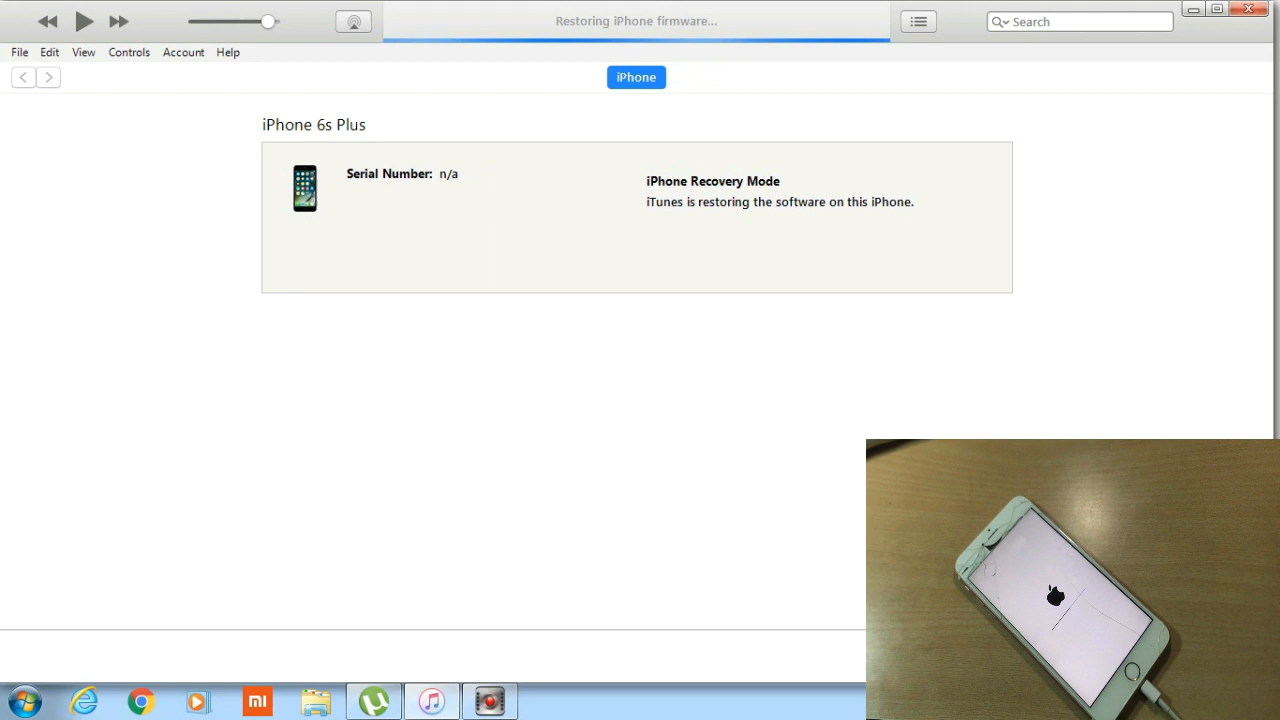 Restoring iPhone firmware...
Search
File Edit View Controls Account Help
iPhone
iPhone 6s Plus
Serial Number: n/a
iPhone Recovery Mode
iTunes is restoring the software on this iPhone.
mi